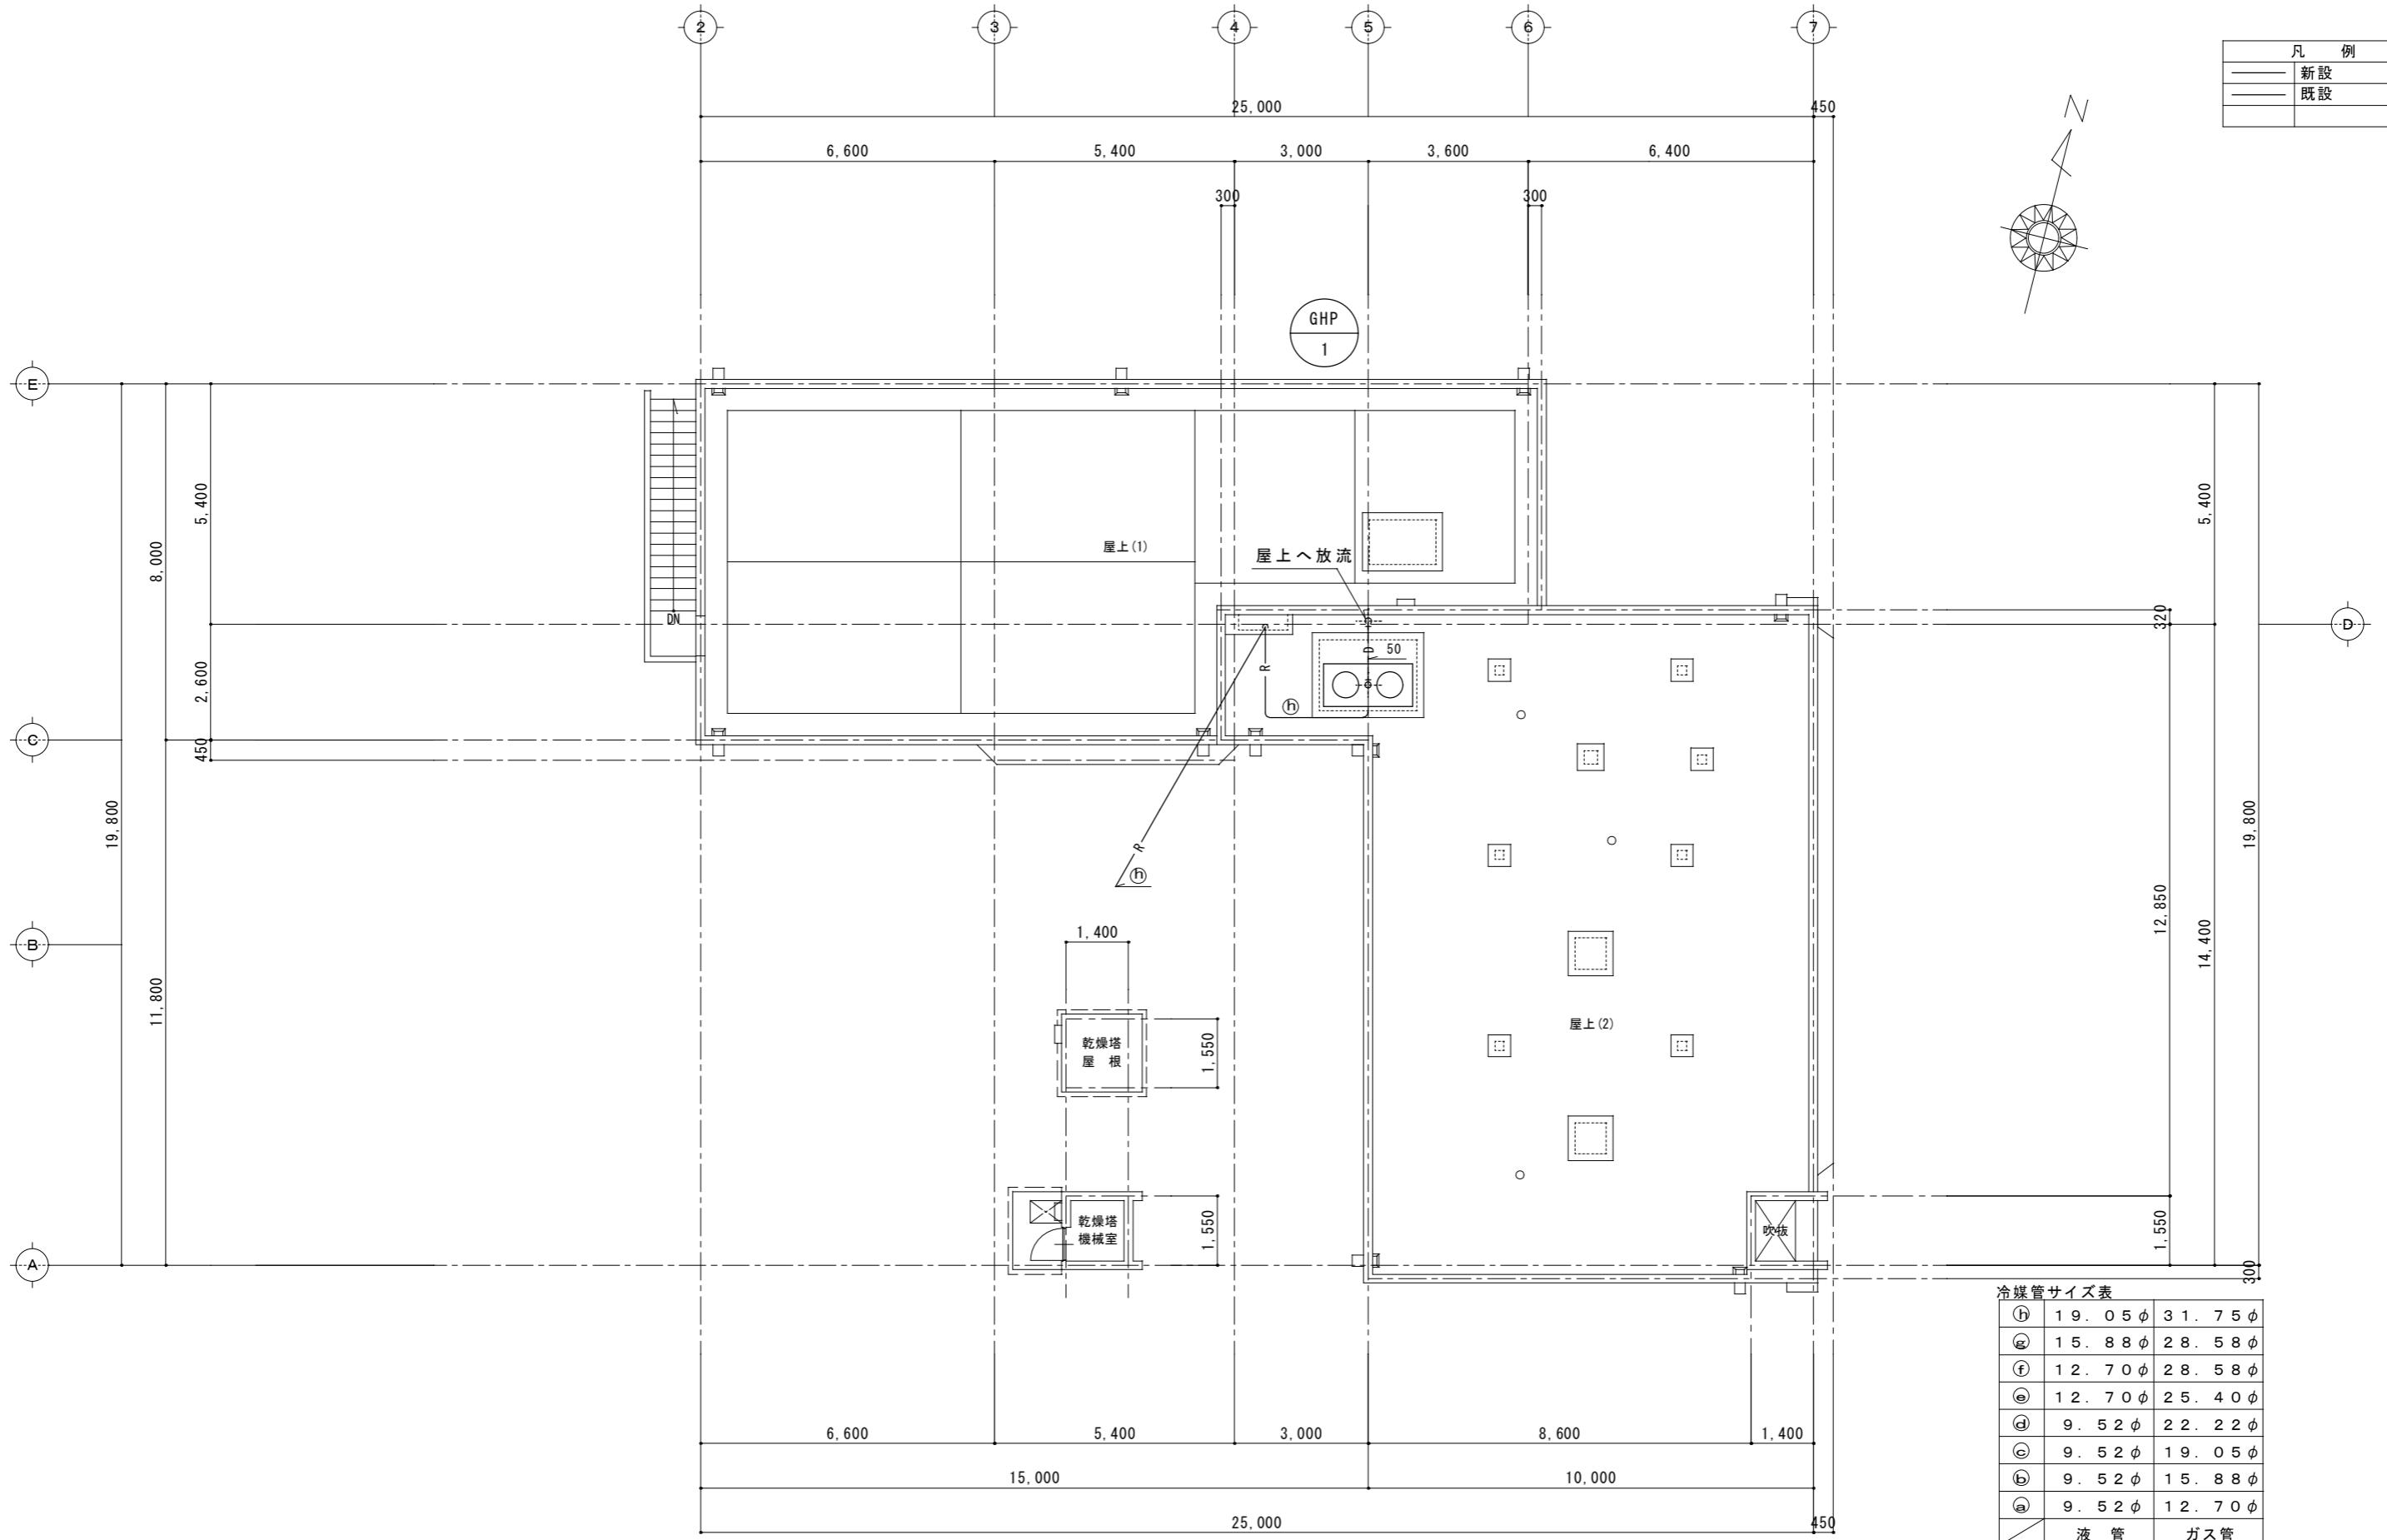 2 3 4 5 6 7
凡　例
新設
既設
25,000 450
6,600 5,400 3,000 3,600 6,400
300 300
N
GHP
1
E
5,400
8,000
2,600
450
19,800
11,800
C
B
A
DN
屋上(1)
屋上へ放流
D 50
R
ⓗ
R
ⓗ
5,400
320
D
12,850
14,400
19,800
1,550
300
1,400
乾燥塔
屋　根
1,550
屋上(2)
乾燥塔
機械室
1,550
吹抜
6,600 5,400 3,000 8,600 1,400
15,000 10,000
25,000 450
冷媒管サイズ表
ⓗ １９．０５φ ３１．７５φ
ⓖ １５．８８φ ２８．５８φ
ⓕ １２．７０φ ２８．５８φ
ⓔ １２．７０φ ２５．４０φ
ⓓ ９．５２φ ２２．２２φ
ⓒ ９．５２φ １９．０５φ
ⓑ ９．５２φ １５．８８φ
ⓐ ９．５２φ １２．７０φ
液　管 ガス管